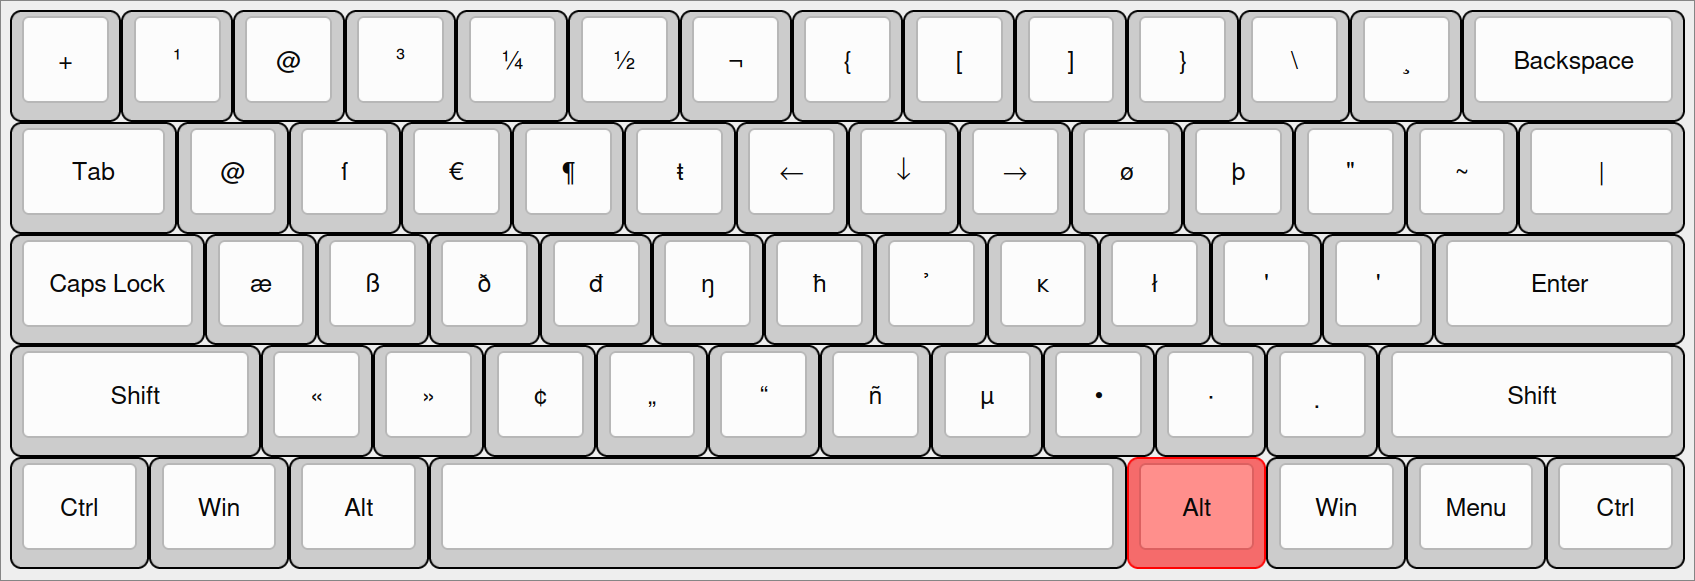 + ¹ @ ³ ¼ ½ ¬ { [ ] } \ ¸ Backspace
Tab @ ſ € ¶ ŧ ← ↓ → ø þ " ~ |
Caps Lock æ ß ð đ ŋ ħ ̉ ĸ ł ' ' Enter
Shift « » ¢ „ “ ñ µ • · . Shift
Ctrl Win Alt Alt Win Menu Ctrl